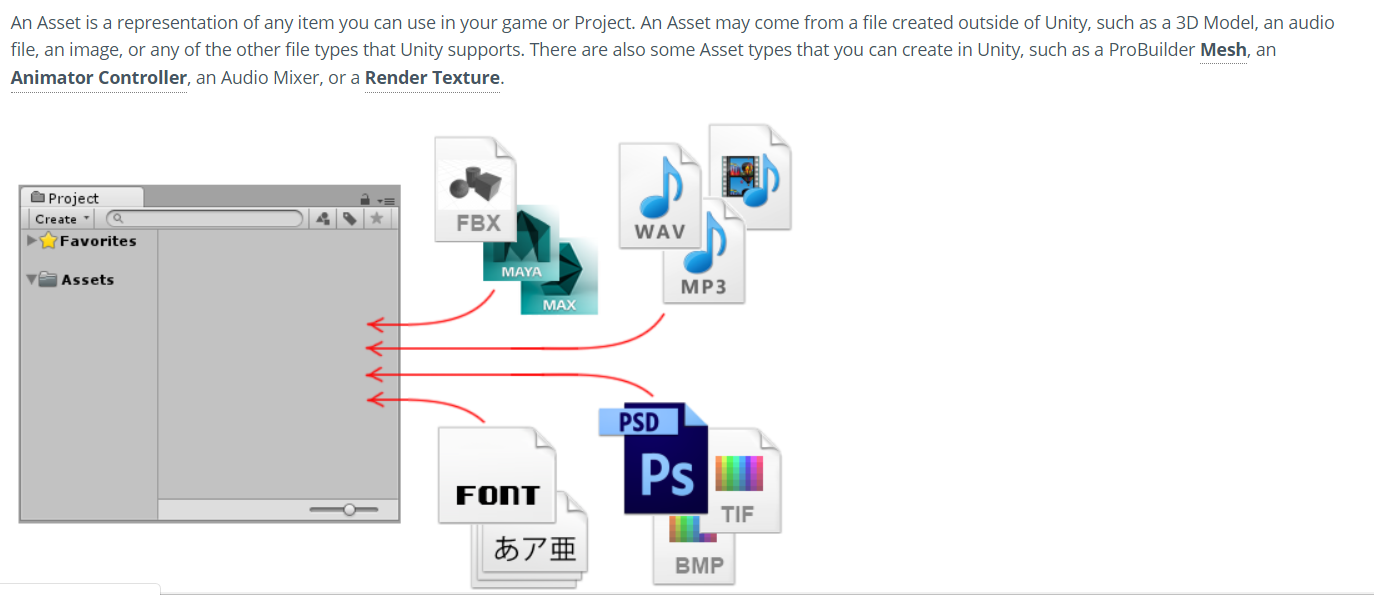 An Asset is a representation of any item you can use in your game or Project. An Asset may come from a file created outside of Unity, such as a 3D Model, an audio
file, an image, or any of the other file types that Unity supports. There are also some Asset types that you can create in Unity, such as a ProBuilder Mesh, an
Animator Controller, an Audio Mixer, or a Render Texture.
Project
Create
Favorites
Assets
FBX
MAYA
MAX
WAV
MP3
FONT
あア亜
PSD
Ps
TIF
BMP